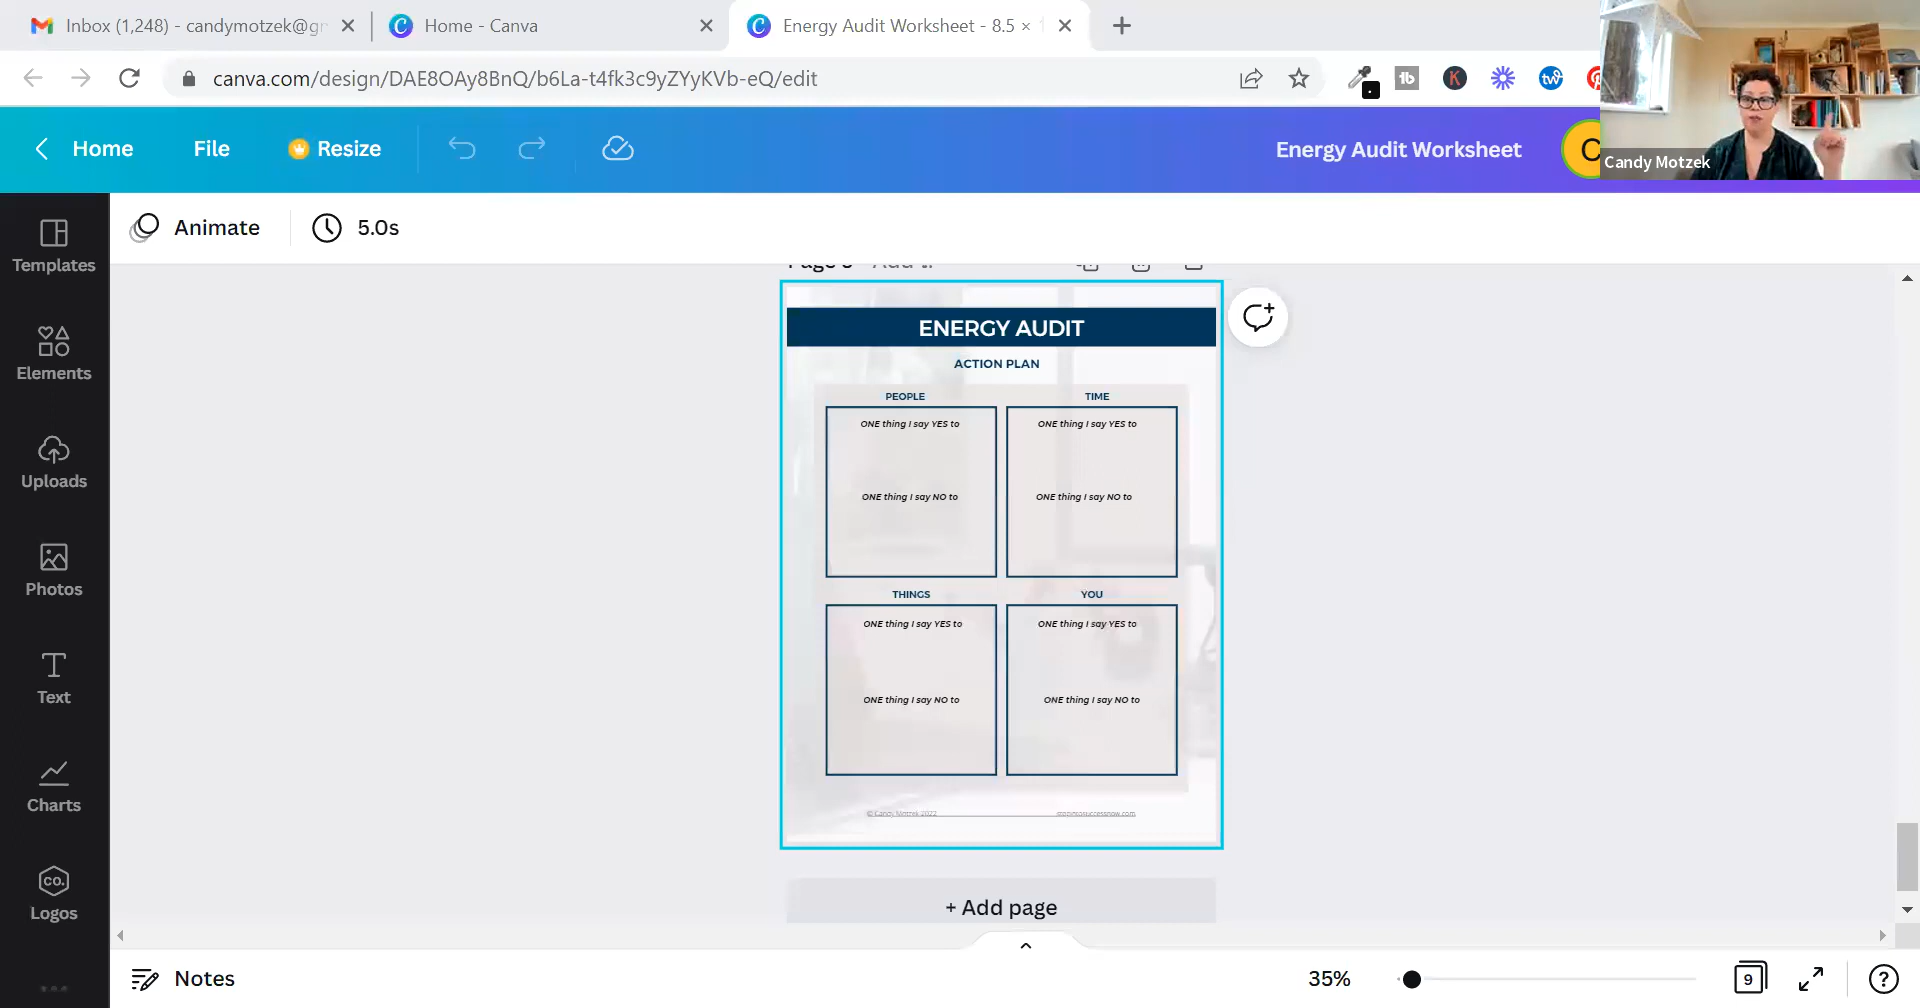 Inbox (1,248) - candymotzek@gr
Home - Canva
Energy Audit Worksheet - 8.5 ×
canva.com/design/DAE8OAy8BnQ/b6La-t4fk3c9yZYyKVb-eQ/edit
Home
File
Resize
Energy Audit Worksheet
C
Candy Motzek
Animate
5.0s
Templates
Elements
Uploads
Photos
Text
Charts
CO.
Logos
ENERGY AUDIT
ACTION PLAN
PEOPLE
TIME
ONE thing I say YES to
ONE thing I say YES to
ONE thing I say NO to
ONE thing I say NO to
THINGS
YOU
ONE thing I say YES to
ONE thing I say YES to
ONE thing I say NO to
ONE thing I say NO to
© Candy Motzek 2022
+ Add page
Notes
35%
9
?